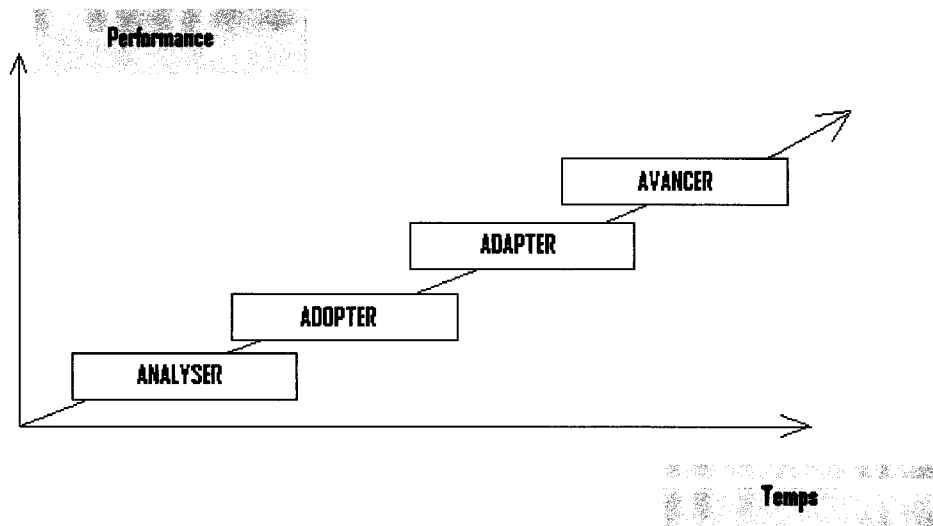 Performance
AVANCER
ADAPTER
ADOPTER
ANALYSER
Temps